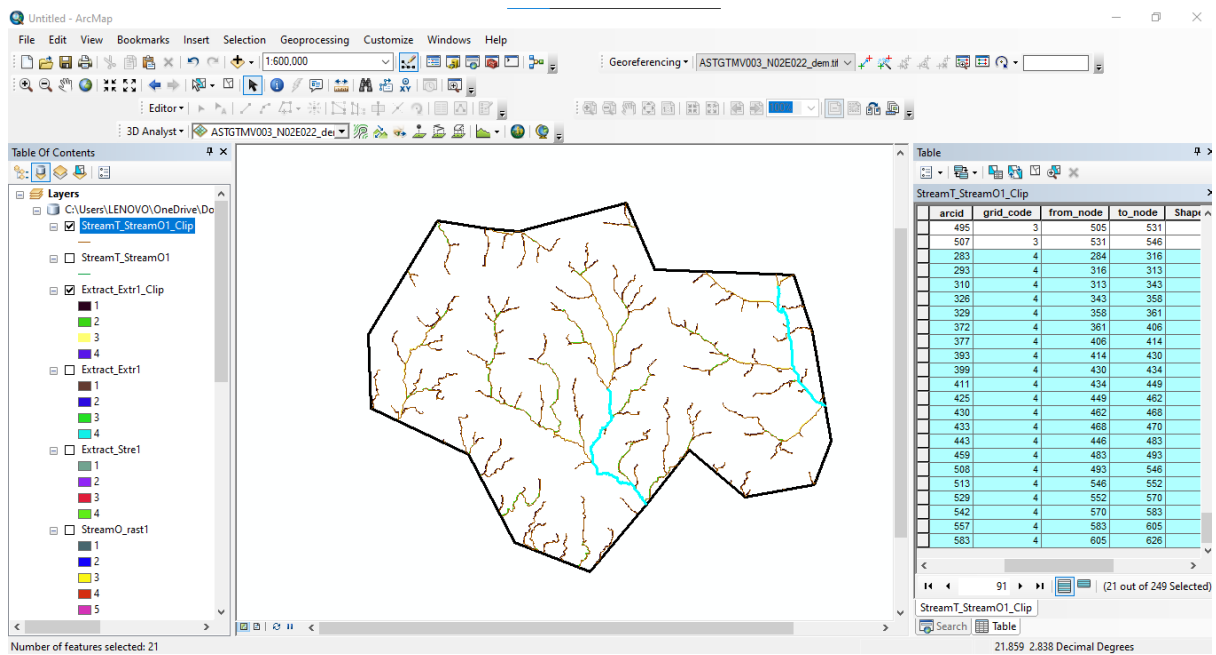 Untitled - ArcMap
File Edit View Bookmarks Insert Selection Geoprocessing Customize Windows Help
1:600,000
Georeferencing ASTGTMV003_N02E022_dem.tif
Editor
3D Analyst ASTGTMV003_N02E022_de
Table Of Contents
Layers
C:\Users\LENOVO\OneDrive\Do
StreamT_StreamO1_Clip
StreamT_StreamO1
Extract_Extr1_Clip
1
2
3
4
Extract_Extr1
1
2
3
4
Extract_Stre1
1
2
3
4
StreamO_rast1
1
2
3
4
5
Table
StreamT_StreamO1_Clip
arcid grid_code from_node to_node Shape
495 3 505 531
507 3 531 546
283 4 284 316
293 4 316 313
310 4 313 343
326 4 343 358
329 4 358 361
372 4 361 406
377 4 406 414
393 4 414 430
399 4 430 434
411 4 434 449
425 4 449 462
430 4 462 468
433 4 468 470
443 4 446 483
459 4 483 493
508 4 493 546
513 4 546 552
529 4 552 570
542 4 570 583
557 4 583 605
583 4 605 626
91 (21 out of 249 Selected)
StreamT_StreamO1_Clip
Search Table
Number of features selected: 21
21.859 2.838 Decimal Degrees